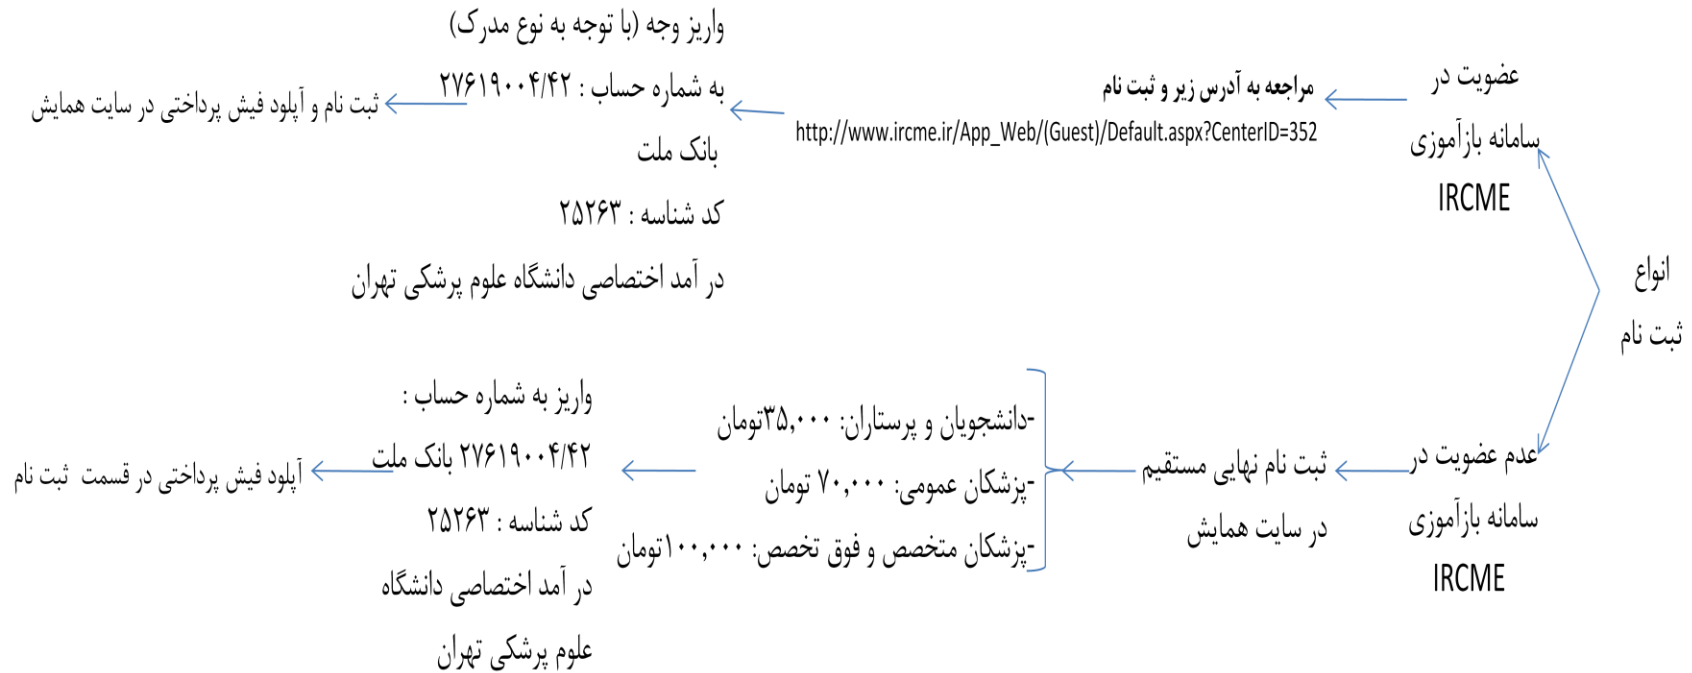 انواع
ثبت نام
عضویت در
سامانه بازآموزی
IRCME
مراجعه به آدرس زیر و ثبت نام
http://www.ircme.ir/App_Web/(Guest)/Default.aspx?CenterID=352
واریز وجه (با توجه به نوع مدرک)
به شماره حساب : ۲۷۶۱۹۰۰۴/۴۲
بانک ملت
کد شناسه : ۲۵۲۶۳
در آمد اختصاصی دانشگاه علوم پرشکی تهران
ثبت نام و آپلود فیش پرداختی در سایت همایش
عدم عضویت در
سامانه بازآموزی
IRCME
ثبت نام نهایی مستقیم
در سایت همایش
-دانشجویان و پرستاران: ۳۵,۰۰۰تومان
-پزشکان عمومی: ۷۰,۰۰۰ تومان
-پزشکان متخصص و فوق تخصص: ۱۰۰,۰۰۰تومان
واریز به شماره حساب :
۲۷۶۱۹۰۰۴/۴۲ بانک ملت
کد شناسه : ۲۵۲۶۳
در آمد اختصاصی دانشگاه
علوم پرشکی تهران
آپلود فیش پرداختی در قسمت ثبت نام